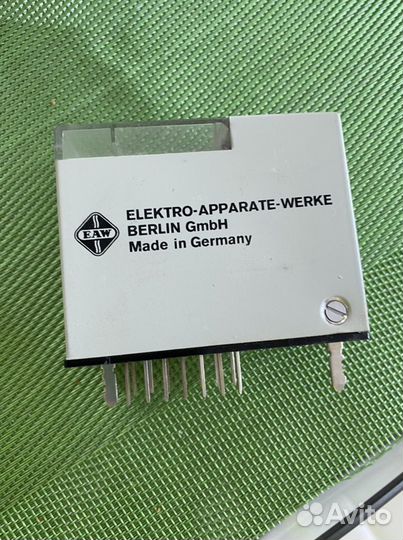 EAW
ELEKTRO-APPARATE-WERKE
BERLIN GmbH
Made in Germany
Avito